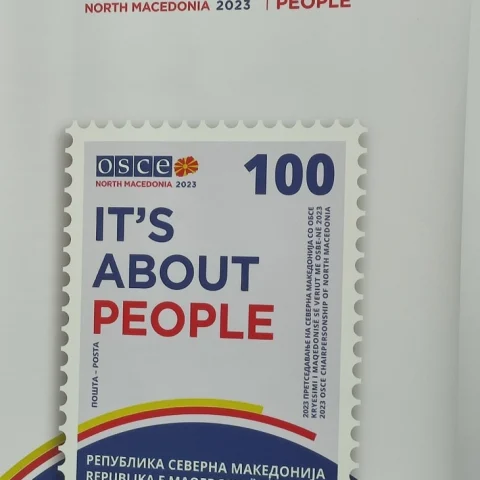 NORTH MACEDONIA 2023 | PEOPLE
osce
NORTH MACEDONIA 2023
100
IT'S
ABOUT
PEOPLE
ПОШТА – POSTA
2023 ПРЕТСЕДАВАЊЕ НА СЕВЕРНА МАКЕДОНИЈА СО ОБСЕ
KRYESIMI I MAQEDONISË SË VERIUT ME OSBE-NË 2023
2023 OSCE CHAIRPERSONSHIP OF NORTH MACEDONIA
РЕПУБЛИКА СЕВЕРНА МАКЕДОНИЈА
REPUBLIKA E